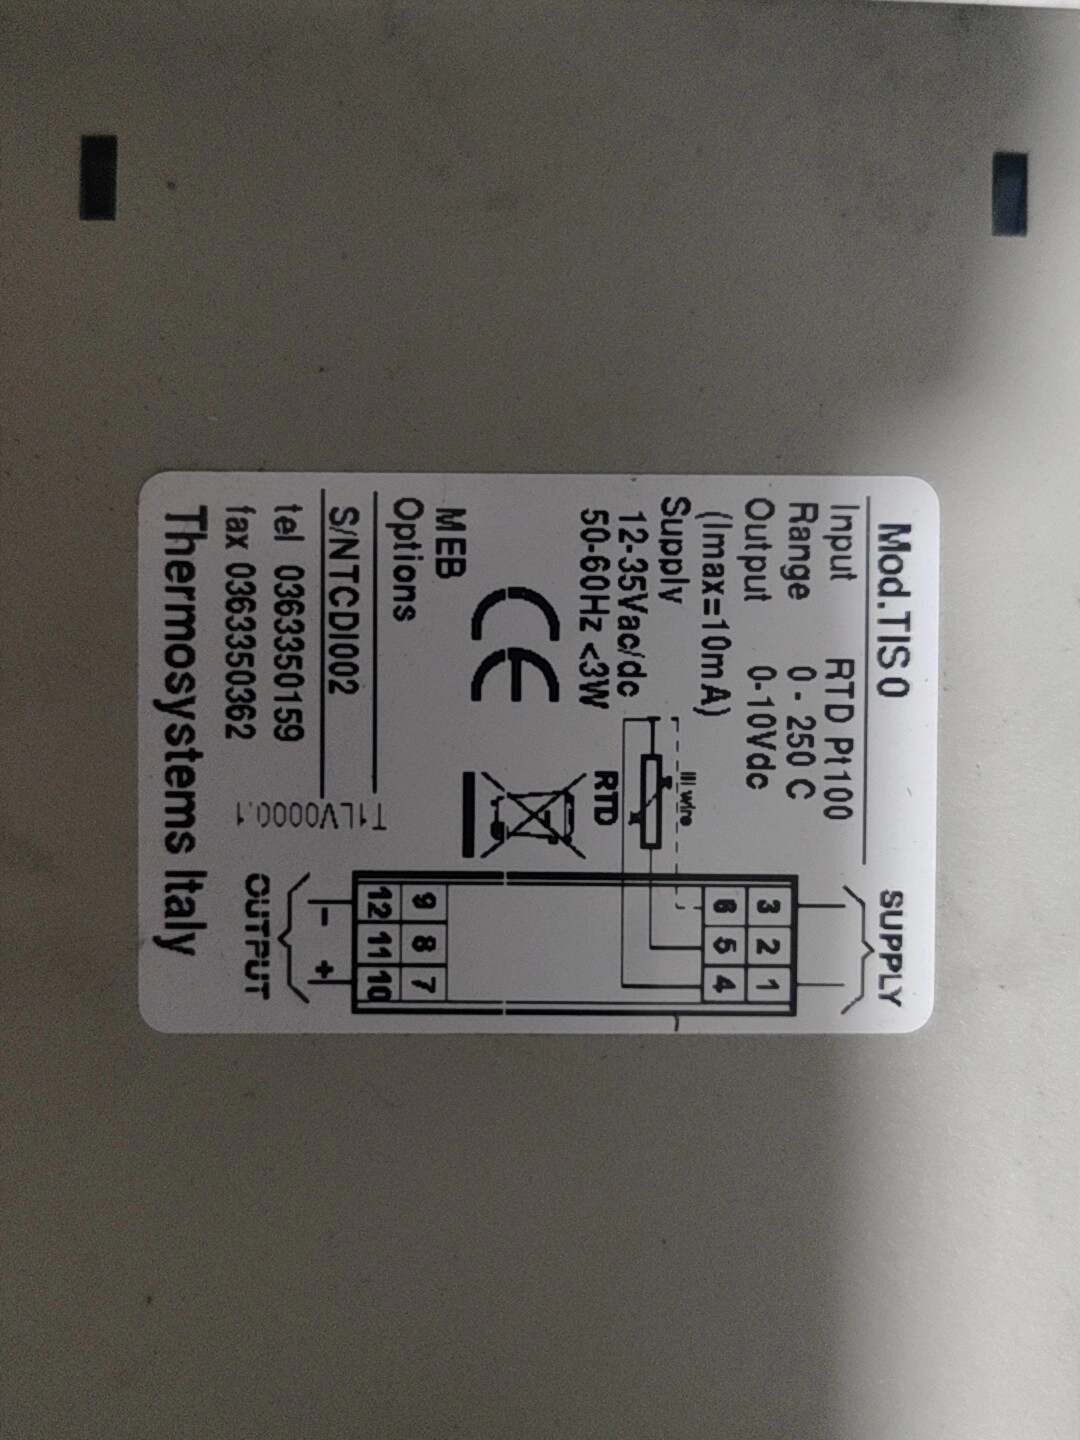 Mod.TIS0
Input RTD Pt100
Range 0 - 250 C
Output 0-10Vdc
(Imax=10mA)
Supply
12-35Vac/dc
50-60Hz <3W
CE
MEB
Options
S/NTCDI002
T1LV0000.1
tel 0363350159
fax 0363350362
Thermosystems Italy
SUPPLY
3 2 1
6 5 4
III wire
RTD
9 8 7
12 11 10
- +
OUTPUT